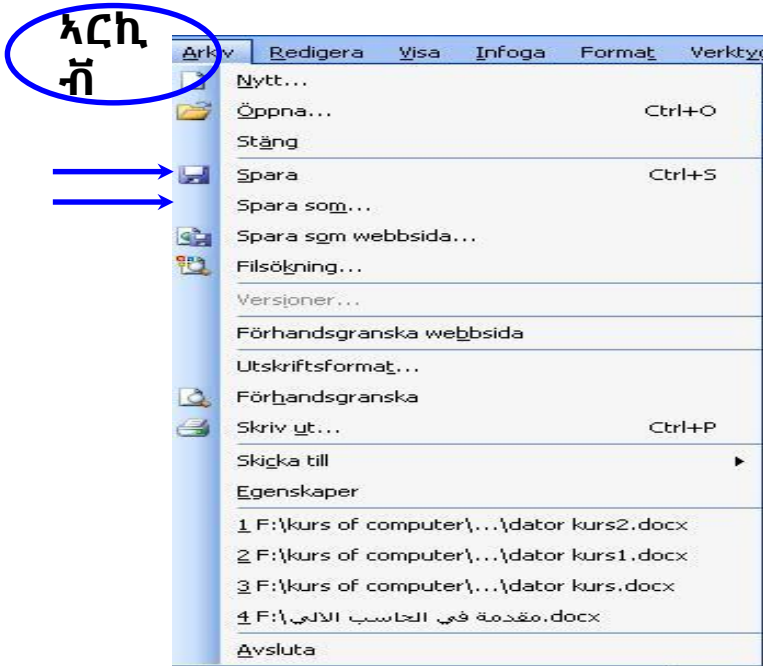 ኣርኪ
ቭ
Arkiv Redigera Visa Infoga Format
Nytt...
Öppna... Ctrl+O
Stäng
Spara Ctrl+S
Spara som...
Spara som webbsida...
Filsökning...
Versioner...
Förhandsgranska webbsida
Utskriftsformat...
Förhandsgranska
Skriv ut... Ctrl+P
Skicka till
Egenskaper
1 F:\kurs of computer\...\dator kurs2.docx
2 F:\kurs of computer\...\dator kurs1.docx
3 F:\kurs of computer\...\dator kurs.docx
4 F:\مقدمة في الحاسب الالي.docx
Avsluta